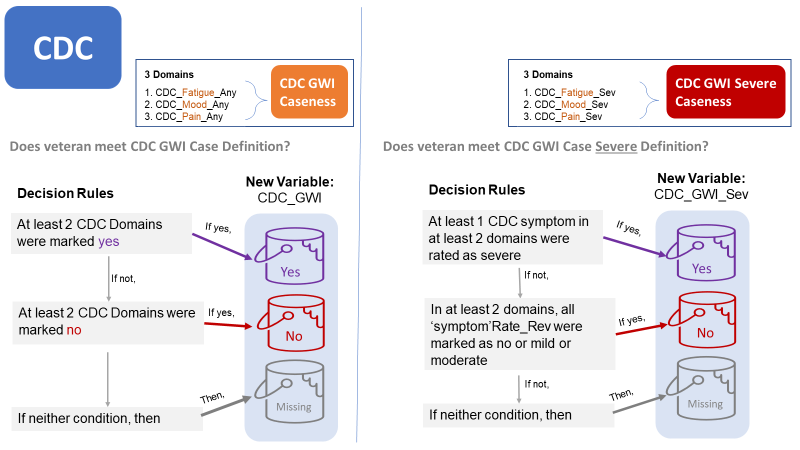 CDC
3 Domains
1. CDC_Fatigue_Any
2. CDC_Mood_Any
3. CDC_Pain_Any
CDC GWI
Caseness
Does veteran meet CDC GWI Case Definition?
Decision Rules
New Variable:
CDC_GWI
At least 2 CDC Domains
were marked yes
If yes,
Yes
If not,
At least 2 CDC Domains were
marked no
If yes,
No
If neither condition, then
Then,
Missing
3 Domains
1. CDC_Fatigue_Sev
2. CDC_Mood_Sev
3. CDC_Pain_Sev
CDC GWI Severe
Caseness
Does veteran meet CDC GWI Case Severe Definition?
Decision Rules
New Variable:
CDC_GWI_Sev
At least 1 CDC symptom in
at least 2 domains were
rated as severe
If yes,
Yes
If not,
In at least 2 domains, all
‘symptom’Rate_Rev were
marked as no or mild or
moderate
If yes,
No
If not,
If neither condition, then
Then,
Missing